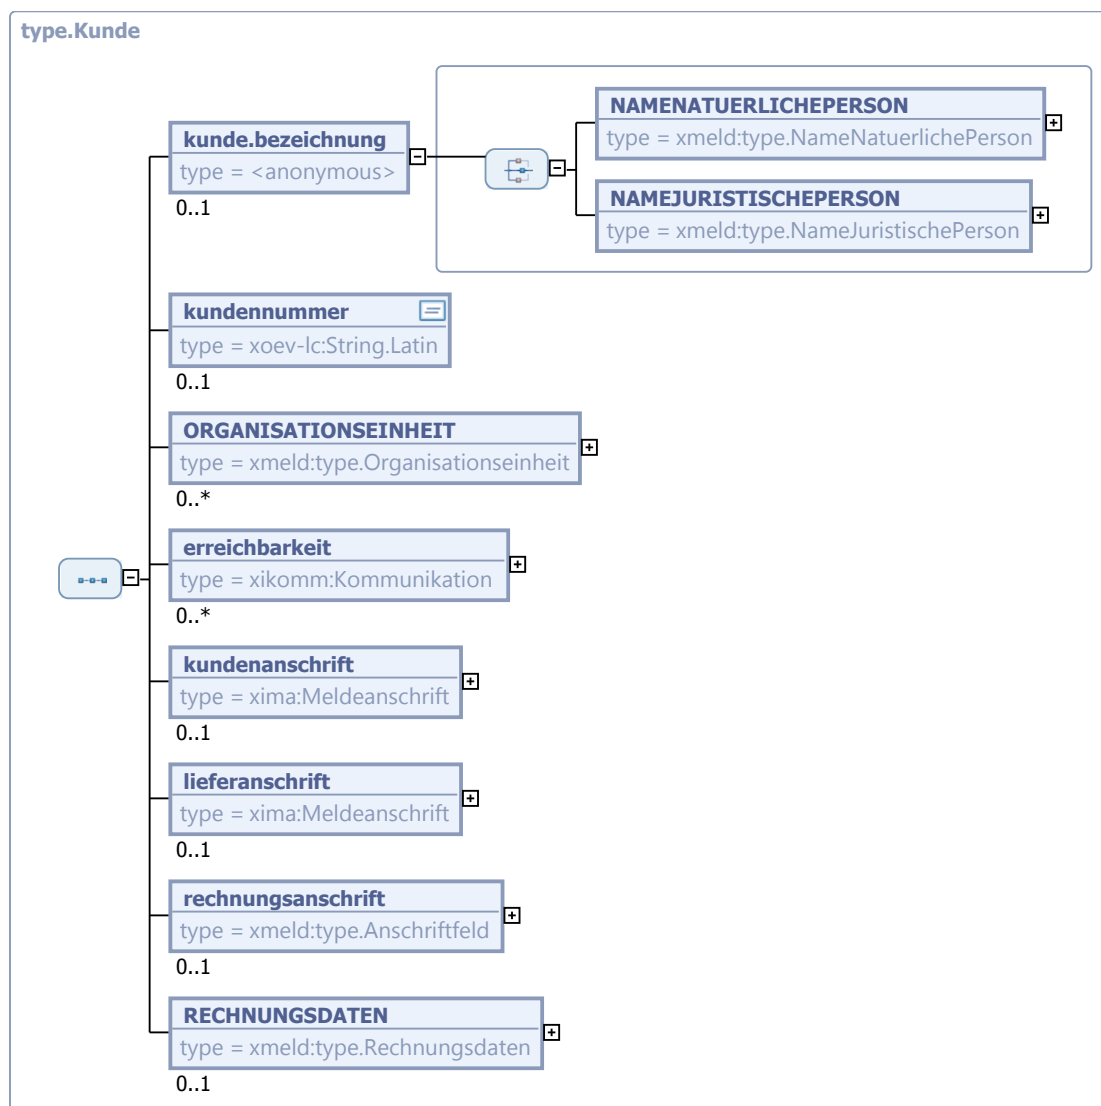 type.Kunde
kunde.bezeichnung
type = <anonymous>
0..1
NAMENATUERLICHEPERSON
type = xmeld:type.NameNatuerlichePerson
NAMEJURISTISCHEPERSON
type = xmeld:type.NameJuristischePerson
kundennummer
type = xoev-lc:String.Latin
0..1
ORGANISATIONSEINHEIT
type = xmeld:type.Organisationseinheit
0..*
erreichbarkeit
type = xikomm:Kommunikation
0..*
kundenanschrift
type = xima:Meldeanschrift
0..1
lieferanschrift
type = xima:Meldeanschrift
0..1
rechnungsanschrift
type = xmeld:type.Anschriftfeld
0..1
RECHNUNGSDATEN
type = xmeld:type.Rechnungsdaten
0..1